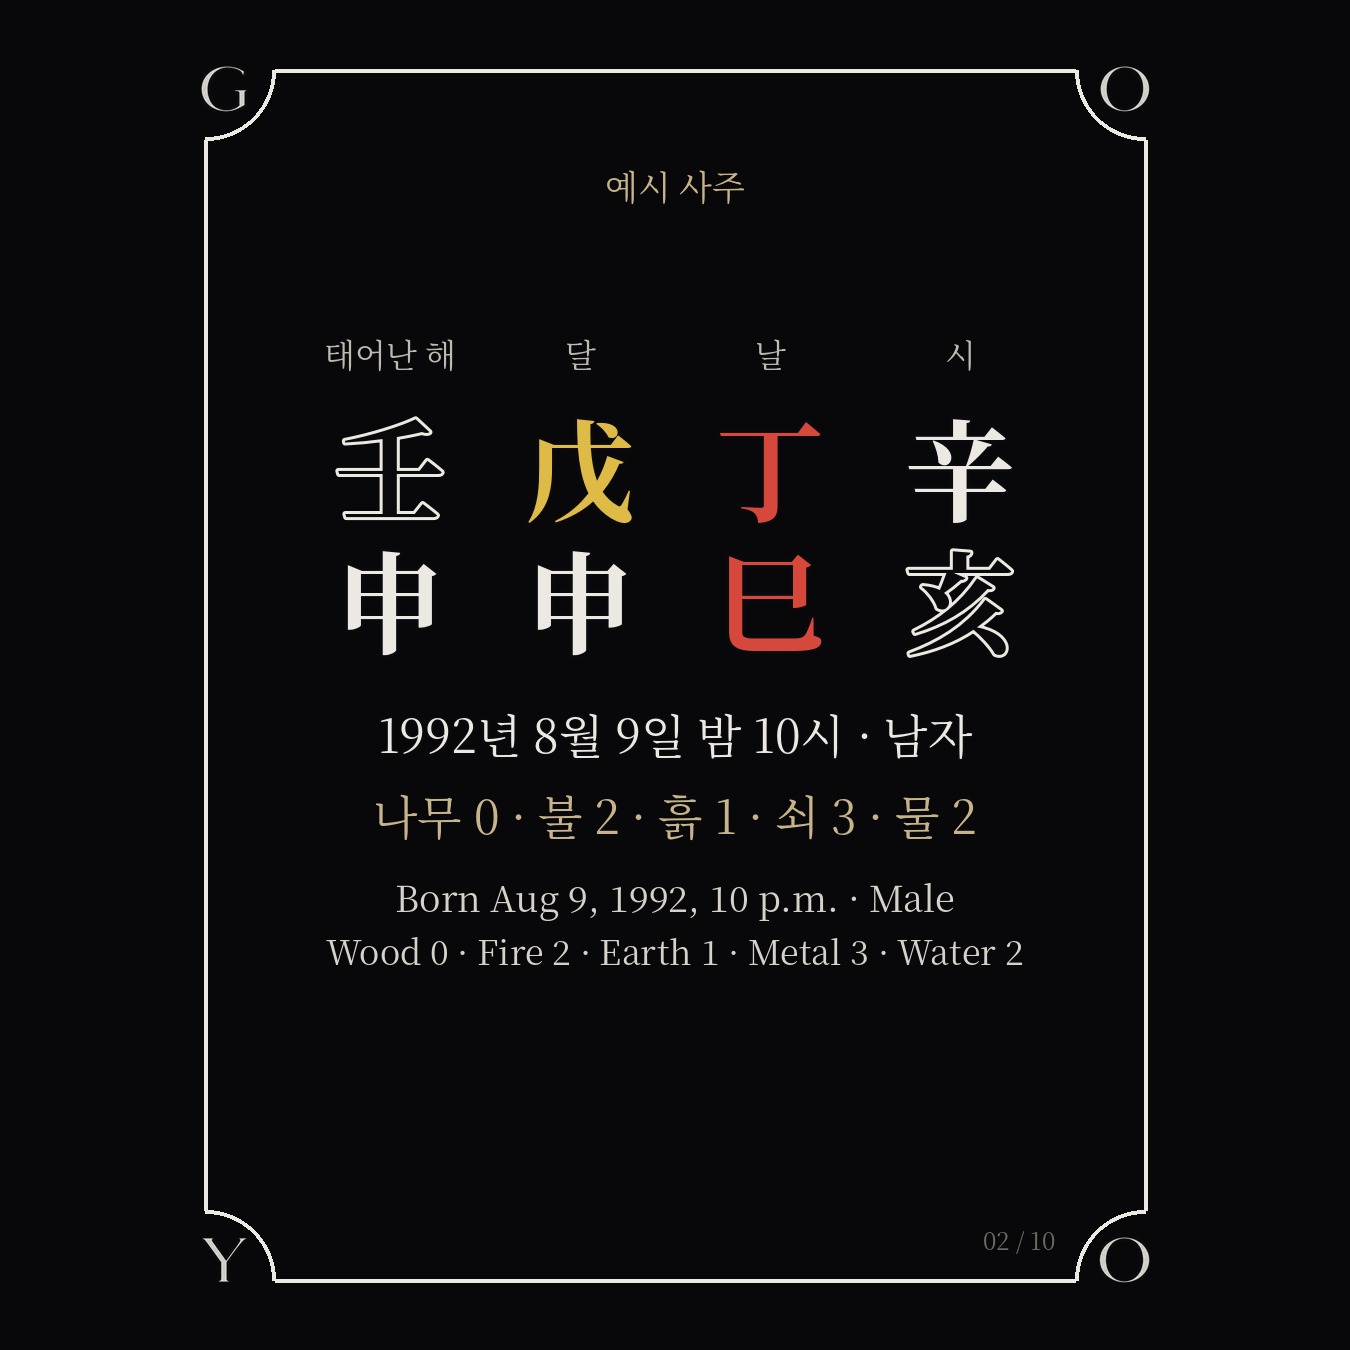 G O
예시 사주
태어난 해 달 날 시
壬 戊 丁 辛
申 申 巳 亥
1992년 8월 9일 밤 10시 · 남자
나무 0 · 불 2 · 흙 1 · 쇠 3 · 물 2
Born Aug 9, 1992, 10 p.m. · Male
Wood 0 · Fire 2 · Earth 1 · Metal 3 · Water 2
02 / 10
Y O